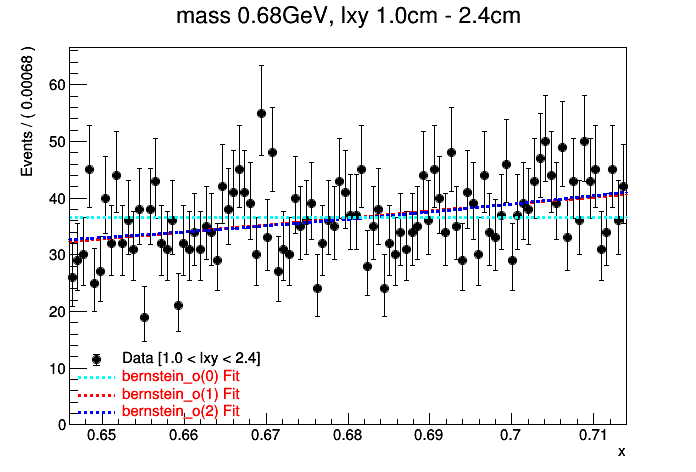 mass 0.68GeV, lxy 1.0cm - 2.4cm
Events / ( 0.00068 )
60
50
40
30
20
10
0
Data [1.0 < lxy < 2.4]
bernstein_o(0) Fit
bernstein_o(1) Fit
bernstein_o(2) Fit
0.65 0.66 0.67 0.68 0.69 0.7 0.71
x